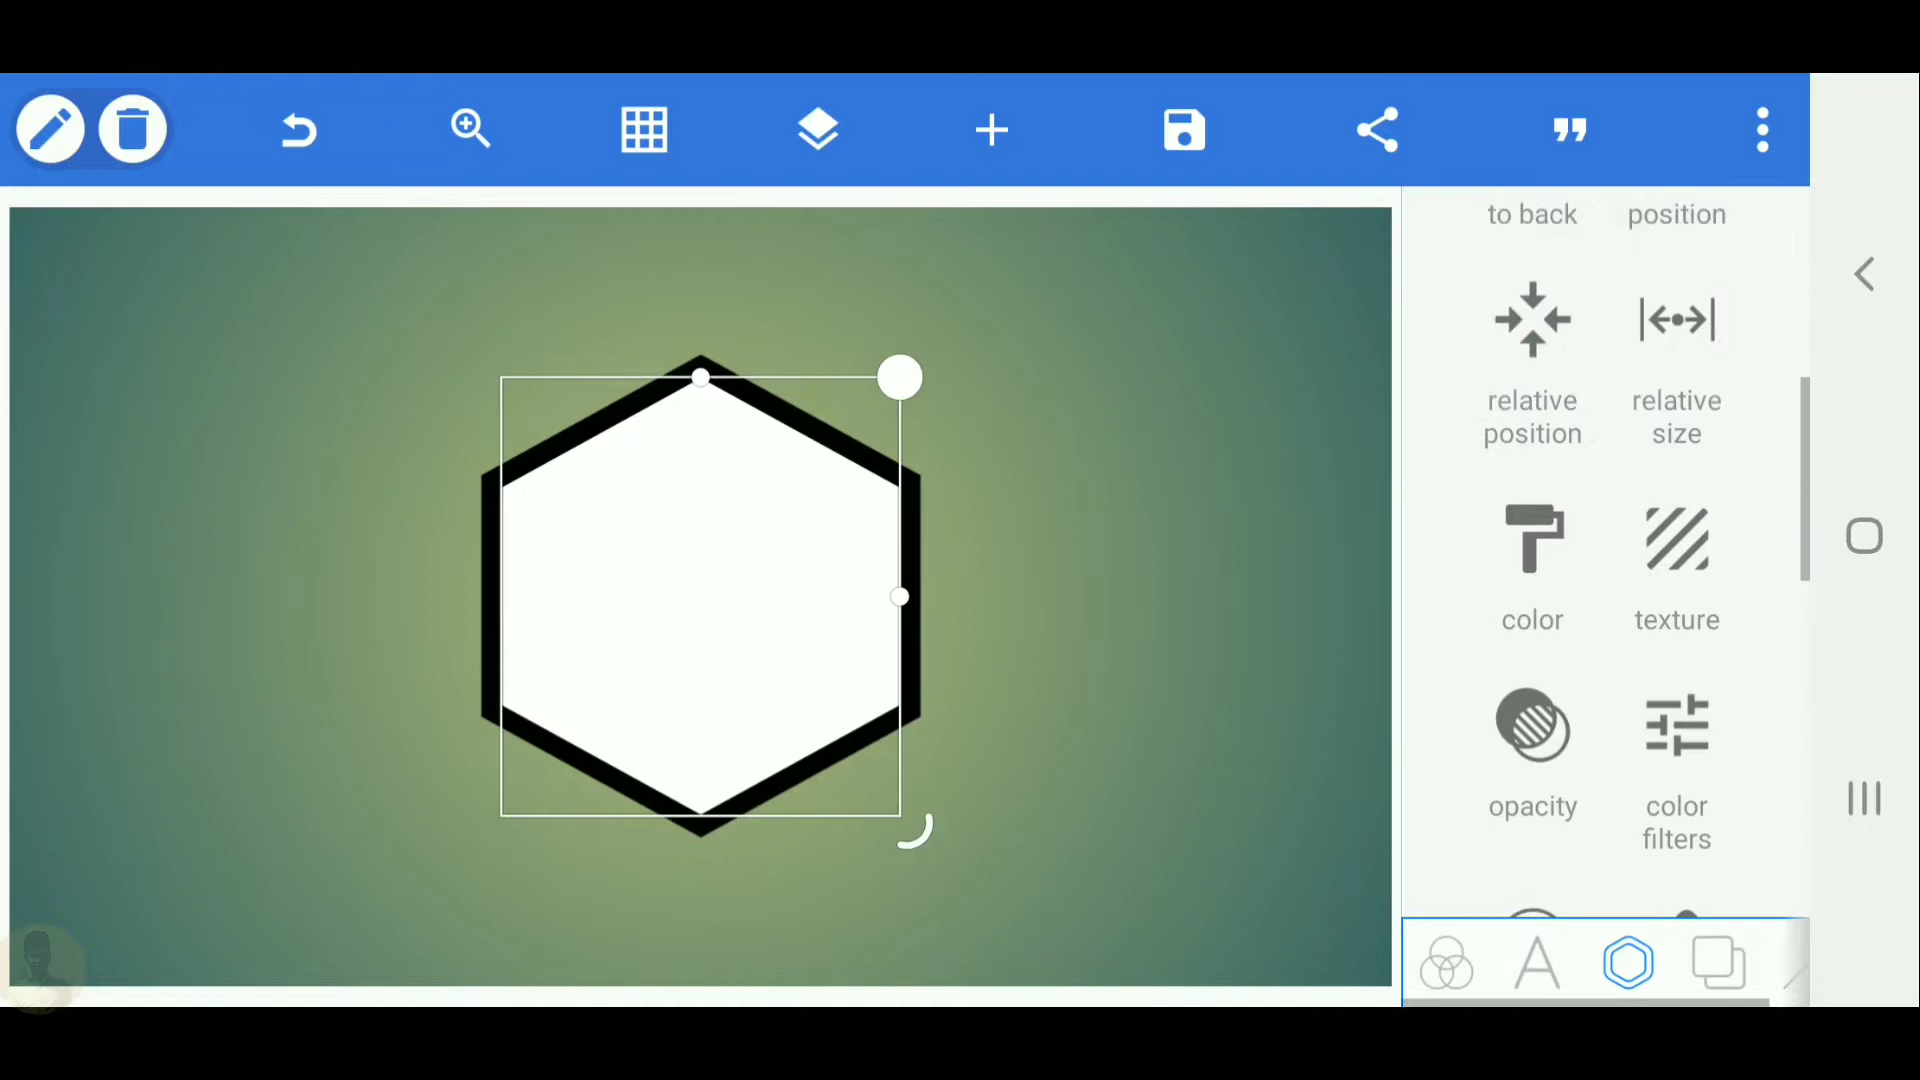 to back position
relative position
relative size
color
texture
opacity
color filters